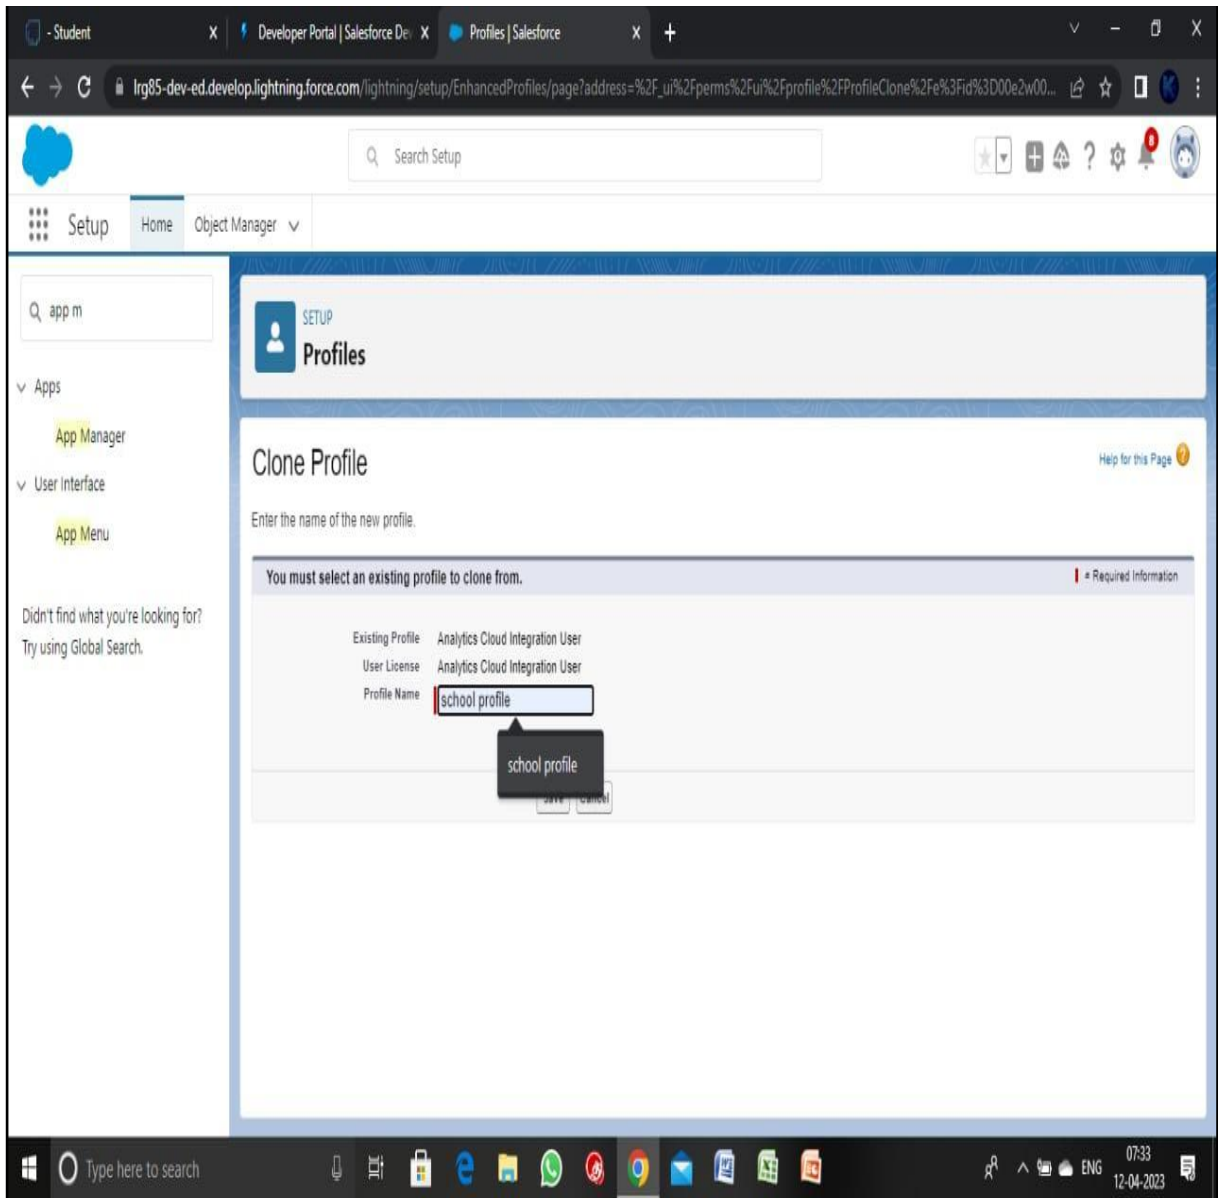 - Student
Developer Portal | Salesforce Dev
Profiles | Salesforce
lrg85-dev-ed.develop.lightning.force.com/lightning/setup/EnhancedProfiles/page?address=%2F_ui%2Fperms%2Fui%2Fprofile%2FProfileClone%2Fe%3Fid%3D00e2w00...
K
Search Setup
8
Setup
Home
Object Manager
app m
SETUP
Profiles
Apps
App Manager
User Interface
App Menu
Didn't find what you're looking for?
Try using Global Search.
Clone Profile
Help for this Page
Enter the name of the new profile.
You must select an existing profile to clone from.
= Required Information
Existing Profile Analytics Cloud Integration User
User License Analytics Cloud Integration User
Profile Name school profile
school profile
Save Cancel
Type here to search
ENG
07:33
12-04-2023